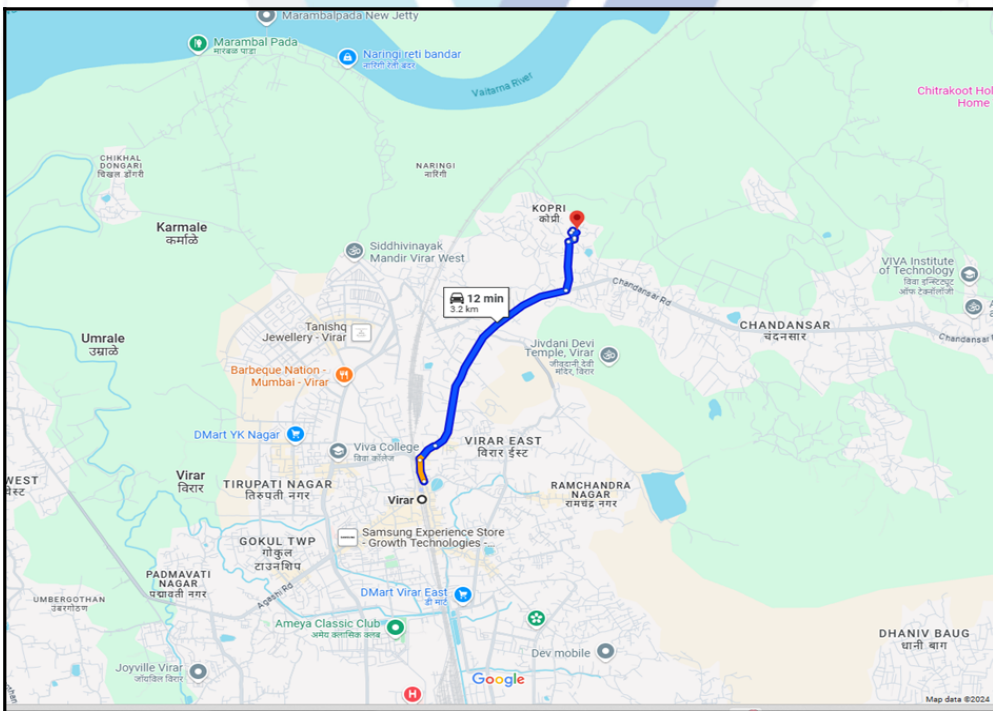 Marambalpada New Jetty
Marambal Pada
मारंबळ पाडा
Naringi reti bandar
नारिंगी रेती बंदर
Vaitarna River
Chitrakoot Hol
Home
CHIKHAL
DONGARI
चिखल डोंगरी
NARINGI
नारिंगी
KOPRI
कोप्री
Karmale
कर्माळे
Siddhivinayak
Mandir Virar West
VIVA Institute
of Technology
विवा इन्स्टिट्यूट
ऑफ टेक्नॉलॉजी
12 min
3.2 km
Chandansar Rd
CHANDANSAR
चंदनसार
Chandansar R
Tanishq
Jewellery - Virar
Umrale
उम्राळे
Jivdani Devi
Temple, Virar
जीवदानी देवी
मंदिर, विरार
Barbeque Nation -
Mumbai - Virar
DMart YK Nagar
Viva College
विवा कॉलेज
VIRAR EAST
विरार ईस्ट
Virar
विरार
WEST
वेस्ट
TIRUPATI NAGAR
तिरुपती नगर
Virar
RAMCHANDRA
NAGAR
रामचंद्र नगर
Samsung Experience Store
- Growth Technologies -
GOKUL TWP
गोकुल
टाउनशिप
PADMAVATI
NAGAR
पद्मावती नगर
Agashi Rd
UMBERGOTHAN
उंबरगोठण
DMart Virar East
डी मार्ट
Ameya Classic Club
अमेय क्लासिक क्लब
Dev mobile
DHANIV BAUG
धानी बाग
Joyville Virar
जॉयविल विरार
Google
H
Map data ©2024